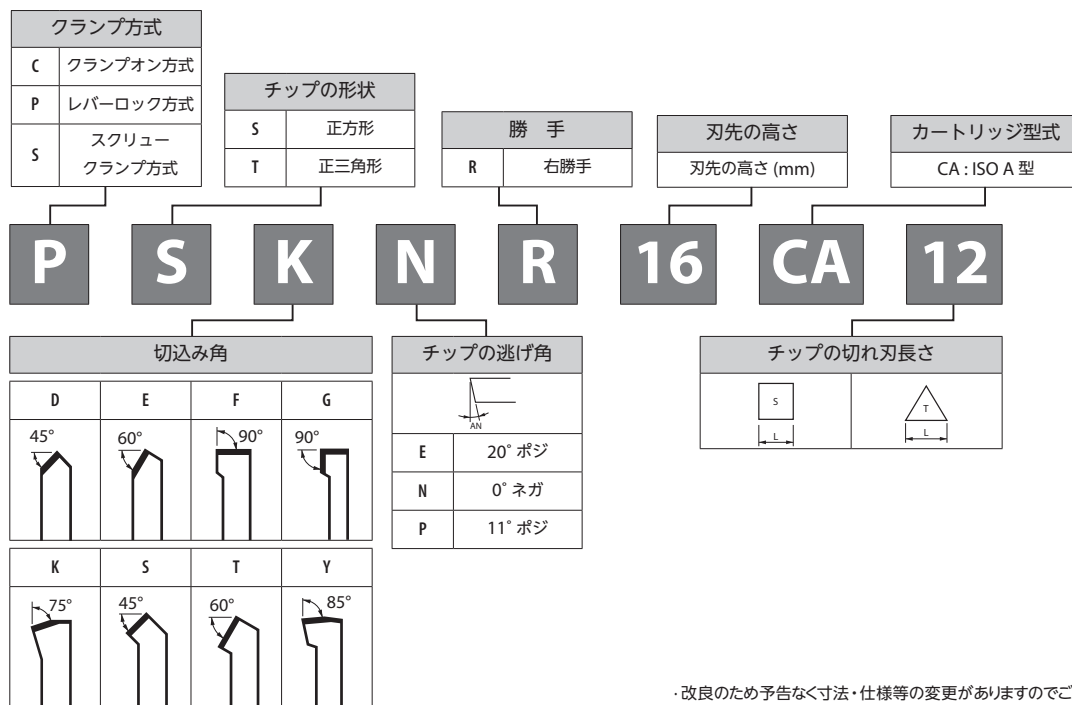 クランプ方式
C クランプオン方式
P レバーロック方式
S スクリュー
クランプ方式
チップの形状
S 正方形
T 正三角形
勝 手
R 右勝手
刃先の高さ
刃先の高さ (mm)
カートリッジ型式
CA : ISO A 型
P S K N R 16 CA 12
切込み角
D E F G
45° 60° 90° 90°
K S T Y
75° 45° 60° 85°
チップの逃げ角
AN
E 20° ポジ
N 0° ネガ
P 11° ポジ
チップの切れ刃長さ
S T
L L
·改良のため予告なく寸法・仕様等の変更がありますのでご